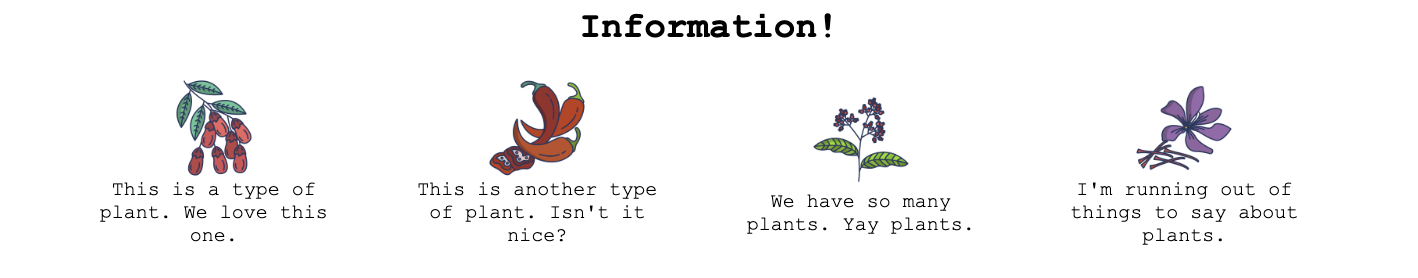 Information!
This is a type of
plant. We love this
one.
This is another type
of plant. Isn't it
nice?
We have so many
plants. Yay plants.
I'm running out of
things to say about
plants.